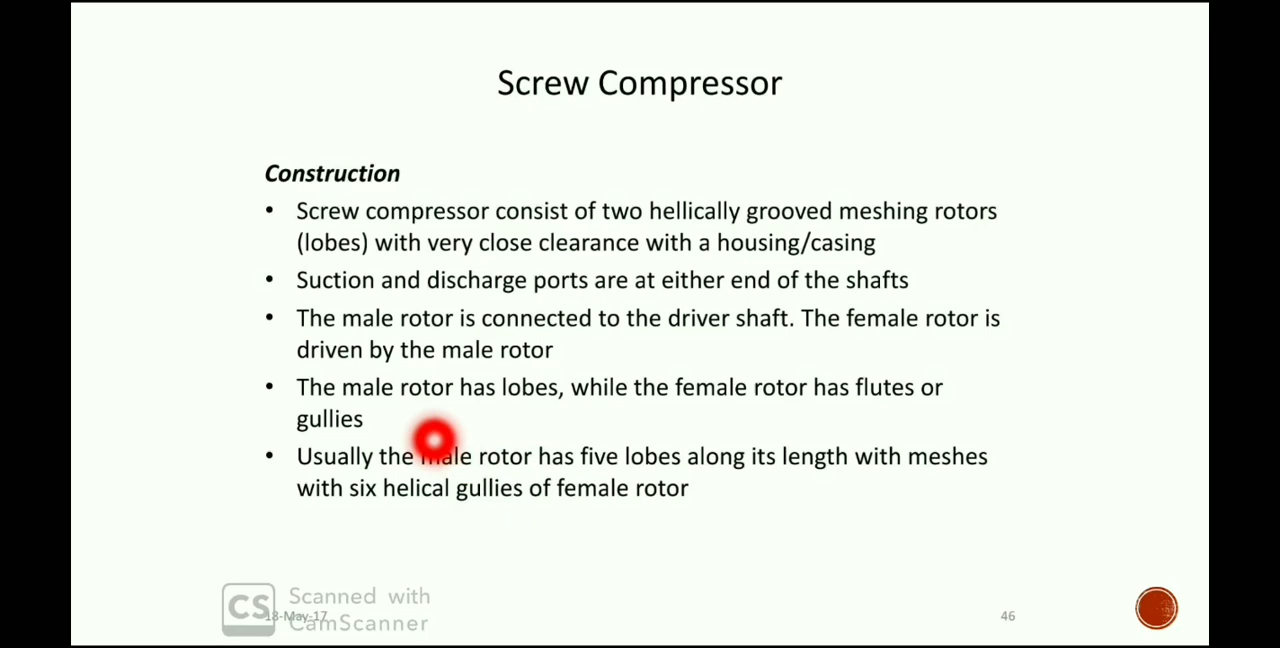 Screw Compressor
Construction
• Screw compressor consist of two hellically grooved meshing rotors
(lobes) with very close clearance with a housing/casing
• Suction and discharge ports are at either end of the shafts
• The male rotor is connected to the driver shaft. The female rotor is
driven by the male rotor
• The male rotor has lobes, while the female rotor has flutes or
gullies
• Usually the male rotor has five lobes along its length with meshes
with six helical gullies of female rotor
CS Scanned with
CamScanner
18-May-17
46